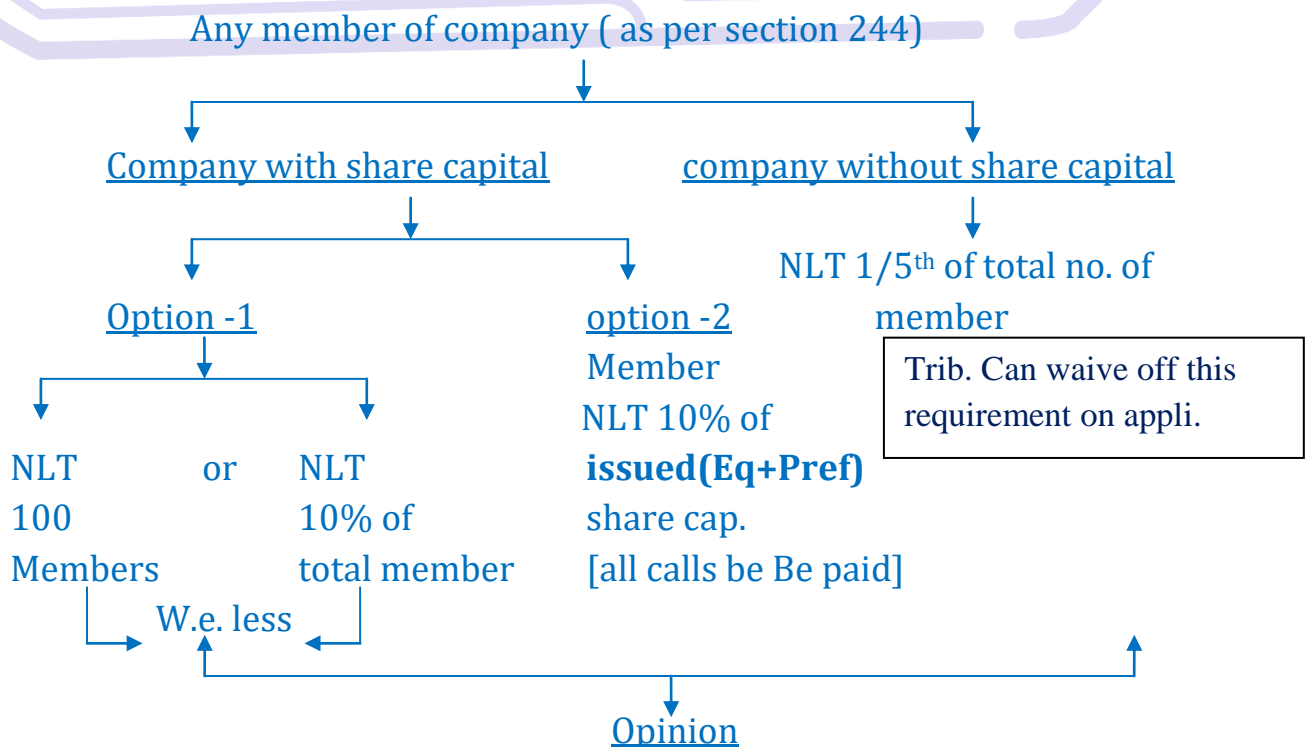 Any member of company ( as per section 244)
Company with share capital
company without share capital
NLT 1/5th of total no. of
member
Trib. Can waive off this
requirement on appli.
Option -1
option -2
Member
NLT 10% of
issued(Eq+Pref)
share cap.
[all calls be Be paid]
NLT
100
Members
or
NLT
10% of
total member
W.e. less
Opinion